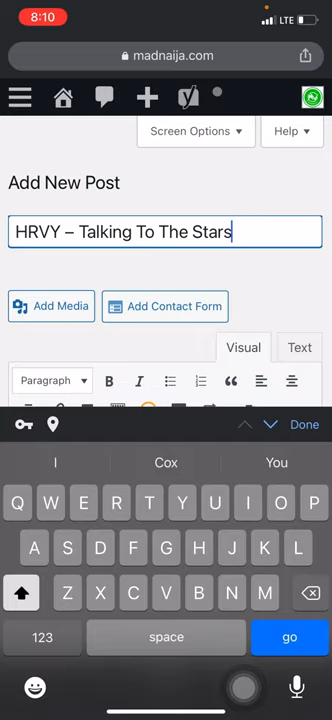 8:10
LTE
madnaija.com
Screen Options
Help
Add New Post
HRVY – Talking To The Stars
Add Media
Add Contact Form
Visual
Text
Paragraph
B
I
Done
I
Cox
You
Q W E R T Y U I O P
A S D F G H J K L
Z X C V B N M
123
space
go